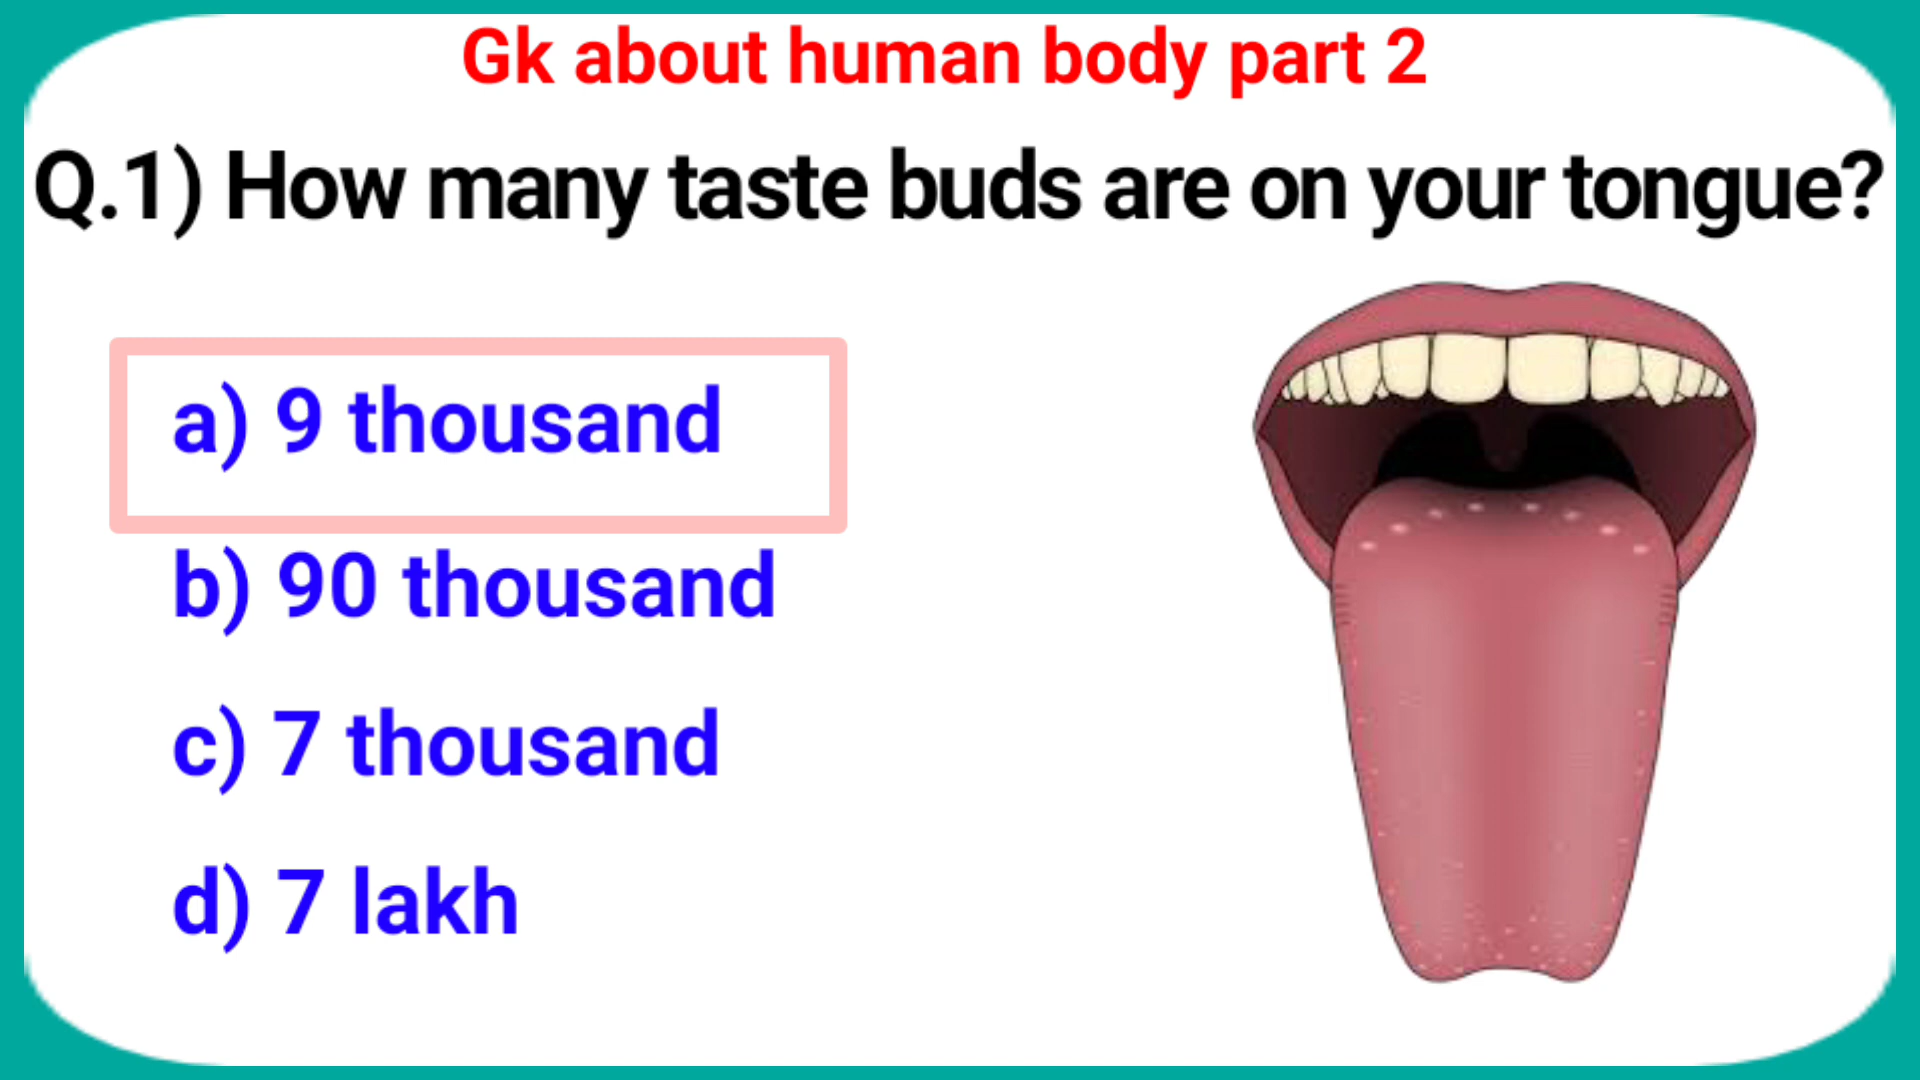 Gk about human body part 2
Q.1) How many taste buds are on your tongue?
a) 9 thousand
b) 90 thousand
c) 7 thousand
d) 7 lakh